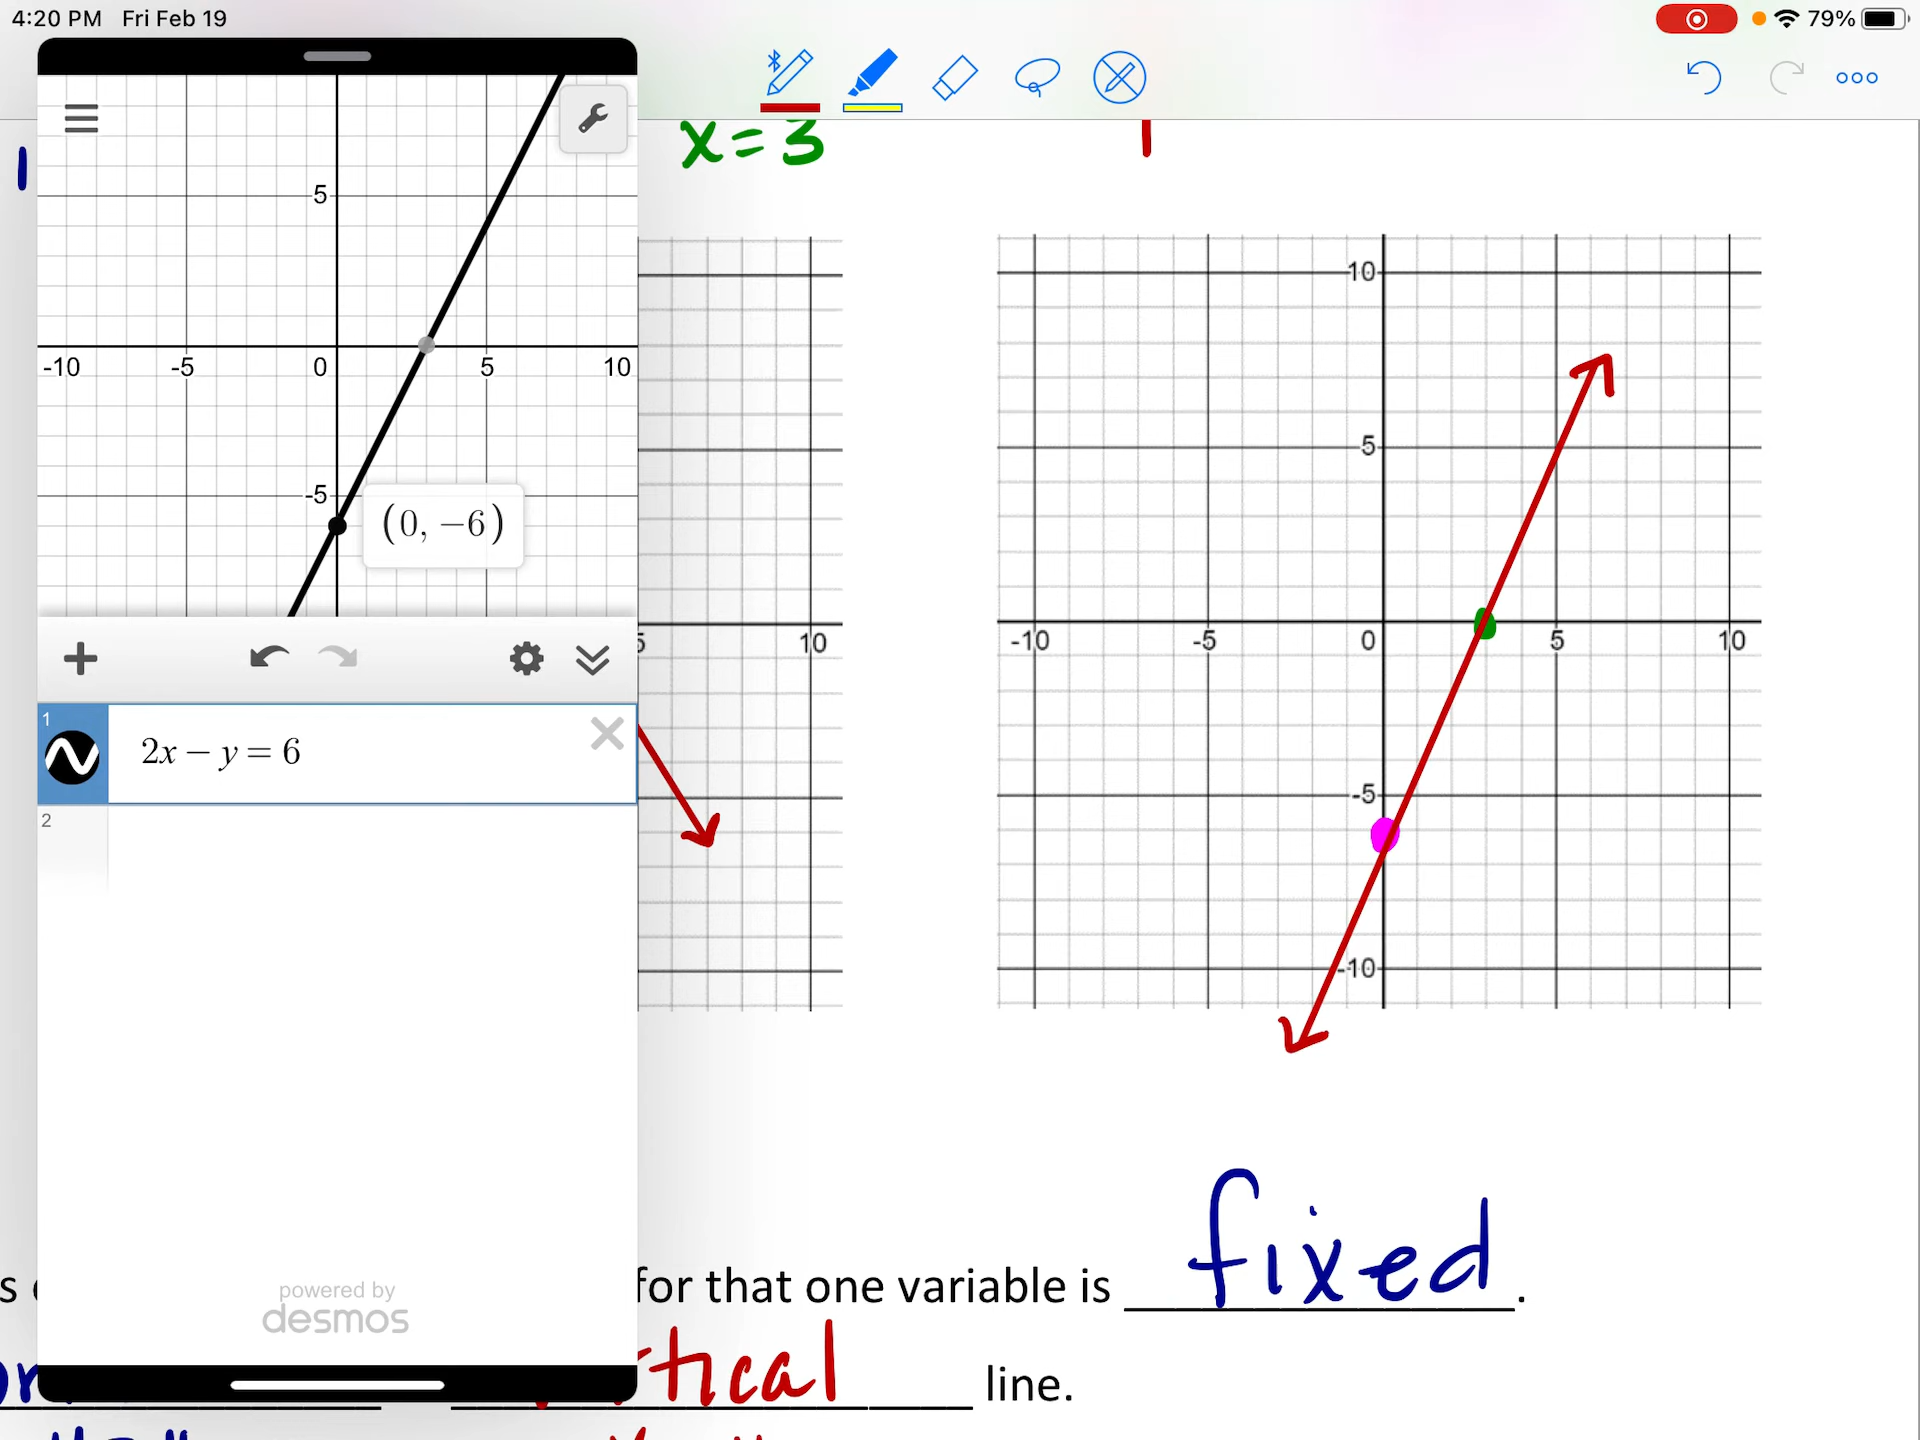 4:20 PM Fri Feb 19
79%
x=3
5
-10 -5 0 5 10
-5
(0, −6)
1
2x − y = 6
2
powered by
desmos
10
10
5
-10 -5 0 5 10
-5
-10
for that one variable is fixed.
tical line.